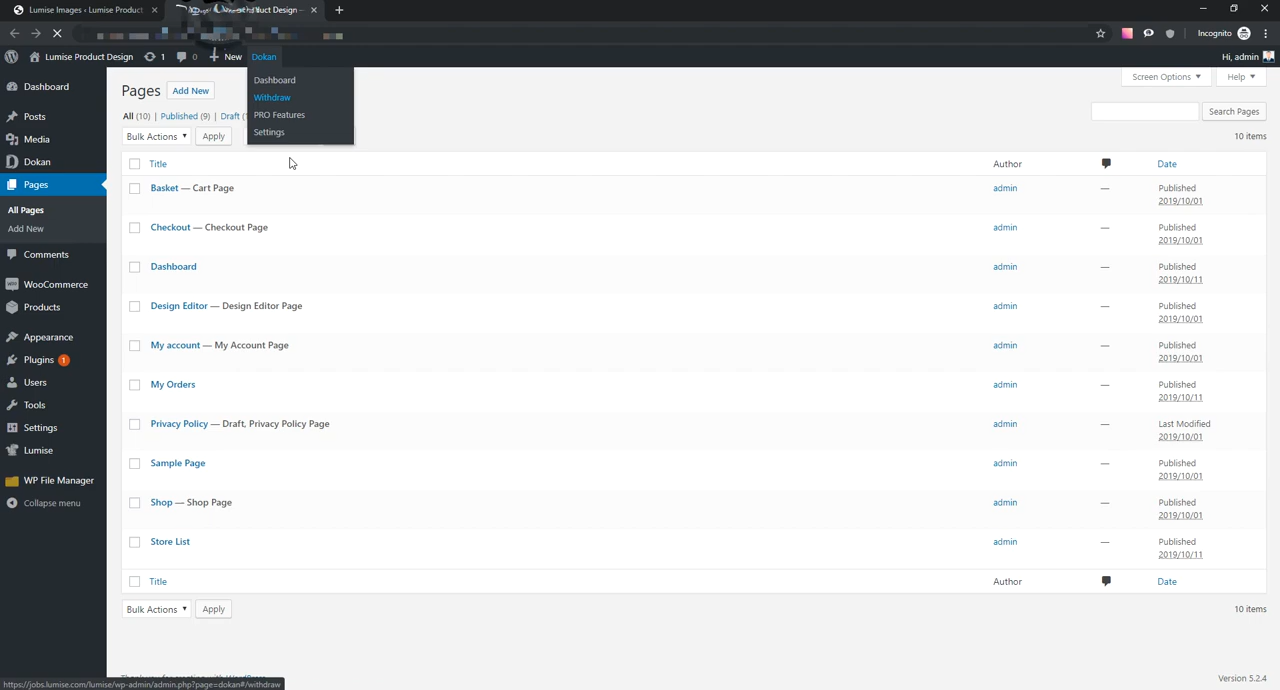 Lumise Images ‹ Lumise Product
duct Design –
Incognito
Lumise Product Design 1 0 New Dokan
Hi, admin
Dashboard
Withdraw
PRO Features
Settings
Dashboard
Posts
Media
Dokan
Pages
All Pages
Add New
Comments
WooCommerce
Products
Appearance
Plugins 1
Users
Tools
Settings
Lumise
WP File Manager
Collapse menu
Screen Options ▼ Help ▼
Pages Add New
All (10) | Published (9) | Draft (
Search Pages
Bulk Actions ▼ Apply
10 items
Title Author Date
Basket — Cart Page admin — Published
2019/10/01
Checkout — Checkout Page admin — Published
2019/10/01
Dashboard admin — Published
2019/10/11
Design Editor — Design Editor Page admin — Published
2019/10/01
My account — My Account Page admin — Published
2019/10/01
My Orders admin — Published
2019/10/11
Privacy Policy — Draft, Privacy Policy Page admin — Last Modified
2019/10/01
Sample Page admin — Published
2019/10/01
Shop — Shop Page admin — Published
2019/10/01
Store List admin — Published
2019/10/11
Title Author Date
Bulk Actions ▼ Apply
10 items
Version 5.2.4
https://jobs.lumise.com/lumise/wp-admin/admin.php?page=dokan#/withdraw